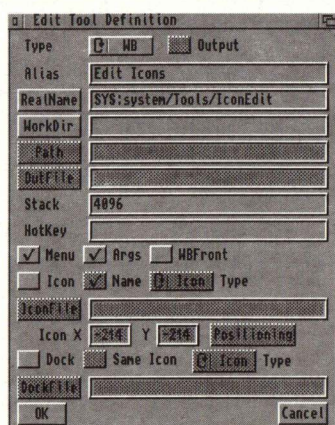 Edit Tool Definition
Type WB Output
Alias Edit Icons
RealName SYS:system/Tools/IconEdit
WorkDir
Path
OutFile
Stack 4096
HotKey
Menu Args WBFront
Icon Name Icon Type
IconFile
Icon X -214 Y -214 Positioning
Dock Same Icon Icon Type
DockFile
OK Cancel